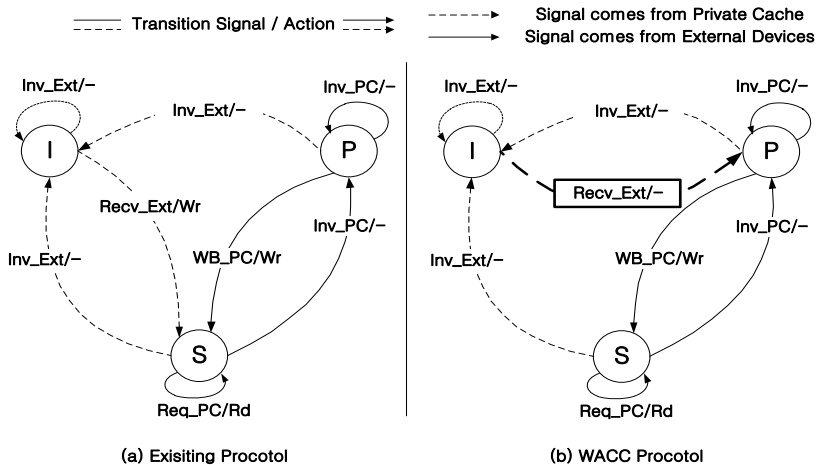 Transition Signal / Action
Signal comes from Private Cache
Signal comes from External Devices
Inv_Ext/-
Inv_Ext/-
Inv_PC/-
I
P
Recv_Ext/Wr
Inv_PC/-
Inv_Ext/-
WB_PC/Wr
S
Req_PC/Rd
(a) Exisiting Procotol
Inv_Ext/-
Inv_Ext/-
Inv_PC/-
I
P
Recv_Ext/-
Inv_PC/-
Inv_Ext/-
WB_PC/Wr
S
Req_PC/Rd
(b) WACC Procotol